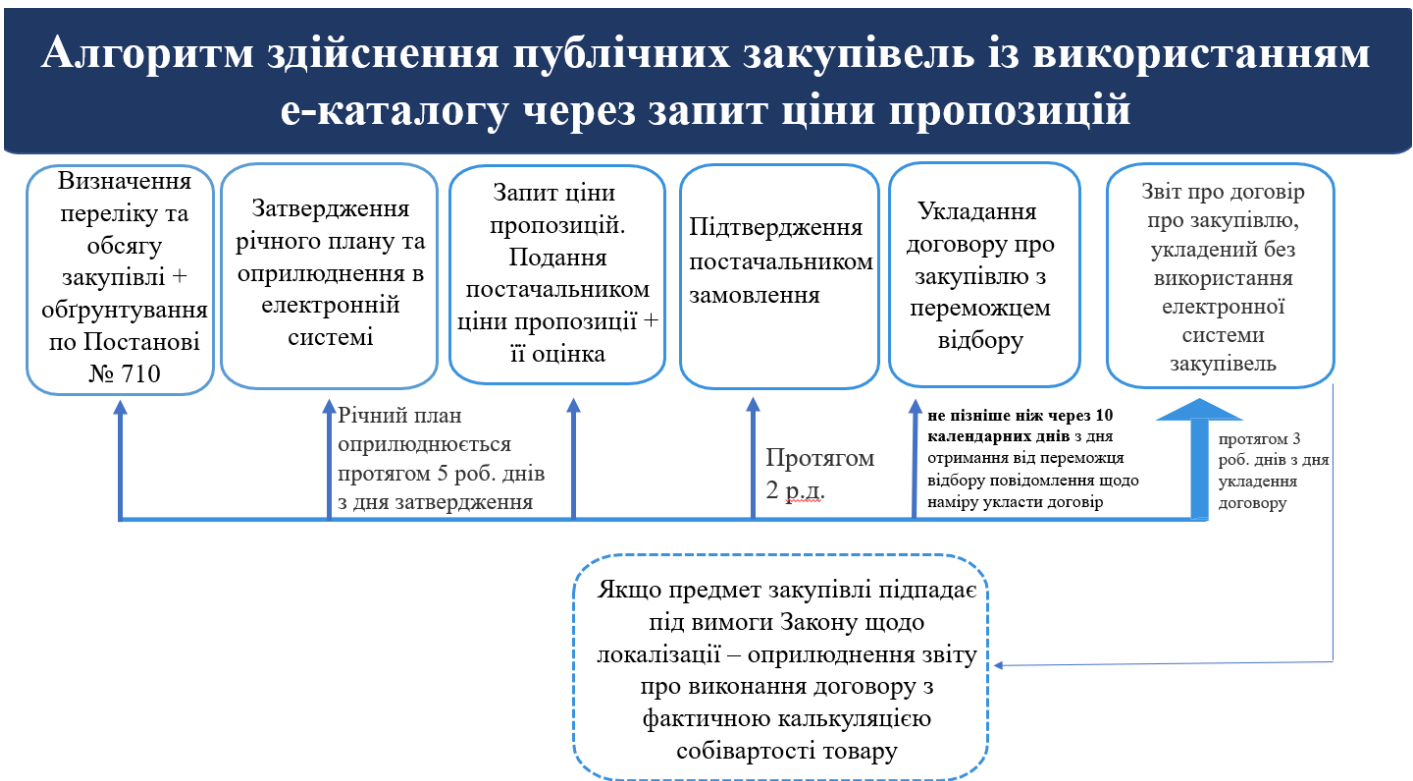 Алгоритм здійснення публічних закупівель із використанням
е-каталогу через запит ціни пропозицій
Визначення
переліку та
обсягу
закупівлі +
обґрунтування
по Постанові
№ 710
Затвердження
річного плану та
оприлюднення в
електронній
системі
Запит ціни
пропозицій.
Подання
постачальником
ціни пропозиції +
її оцінка
Підтвердження
постачальником
замовлення
Укладання
договору про
закупівлю з
переможцем
відбору
Звіт про договір
про закупівлю,
укладений без
використання
електронної
системи
закупівель
Річний план
оприлюднюється
протягом 5 роб. днів
з дня затвердження
Протягом
2 р.д.
не пізніше ніж через 10
календарних днів з дня
отримання від переможця
відбору повідомлення щодо
наміру укласти договір
протягом 3
роб. днів з дня
укладення
договору
Якщо предмет закупівлі підпадає
під вимоги Закону щодо
локалізації – оприлюднення звіту
про виконання договору з
фактичною калькуляцією
собівартості товару